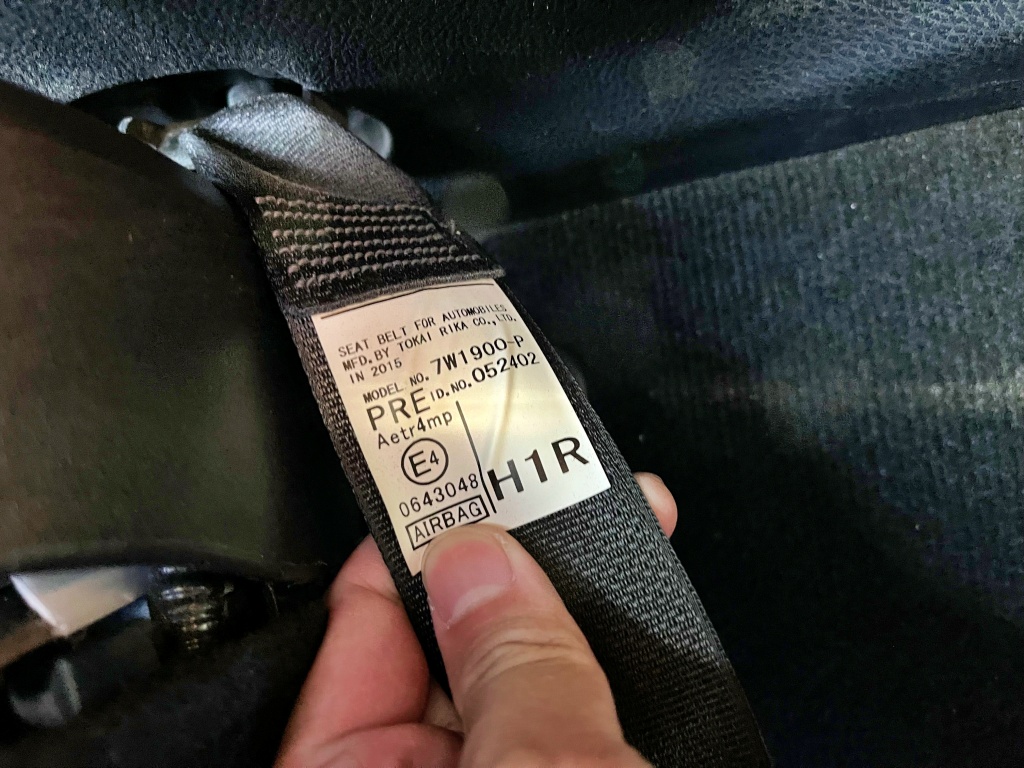 SEAT BELT FOR AUTOMOBILES
MFD.BY TOKAI RIKA CO.,LTD.
IN 2015
MODEL NO. 7W1900-P
PRE ID.NO.052402
Aetr4mp
E4
0643048
AIRBAG
H1R